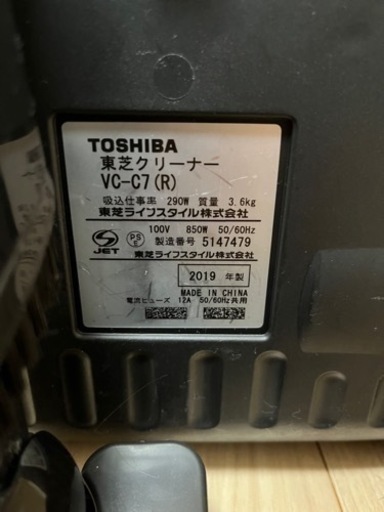 TOSHIBA
東芝クリーナー
VC-C7(R)
吸込仕事率 290W 質量 3.6kg
東芝ライフスタイル株式会社
100V 850W 50/60Hz
製造番号 5147479
S JET
PS E
東芝ライフスタイル株式会社
2019 年製
MADE IN CHINA
電流ヒューズ 12A 50/60Hz共用